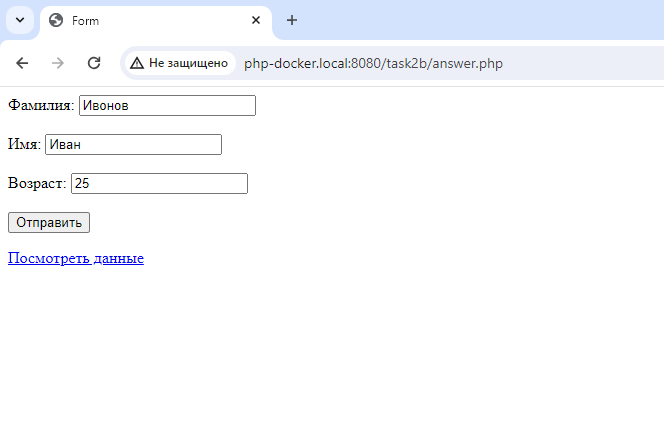 Form
Не защищено php-docker.local:8080/task2b/answer.php
Фамилия: Ивонов
Имя: Иван
Возраст: 25
Отправить
Посмотреть данные